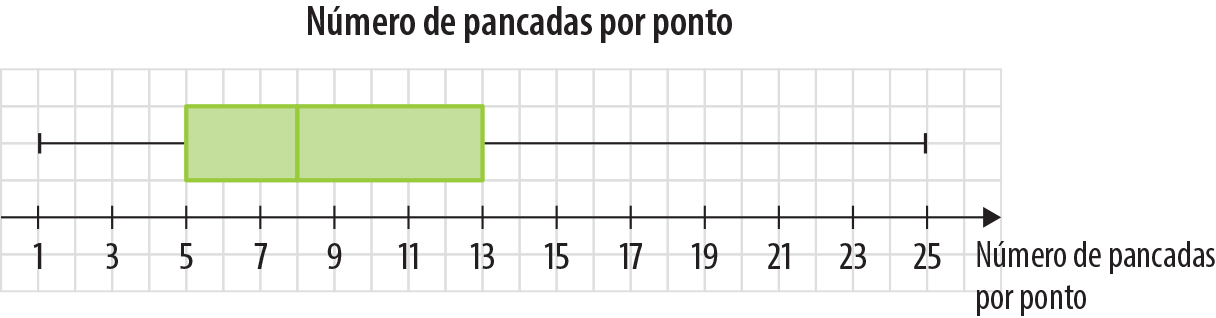 Número de pancadas por ponto
1 3 5 7 9 11 13 15 17 19 21 23 25
Número de pancadas
por ponto